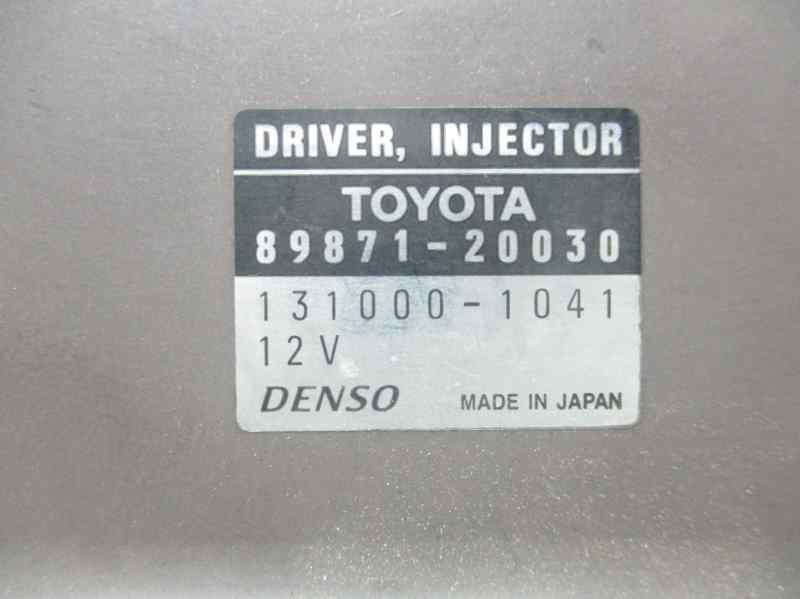 DRIVER, INJECTOR
TOYOTA
89871-20030
131000-1041
12V
DENSO MADE IN JAPAN